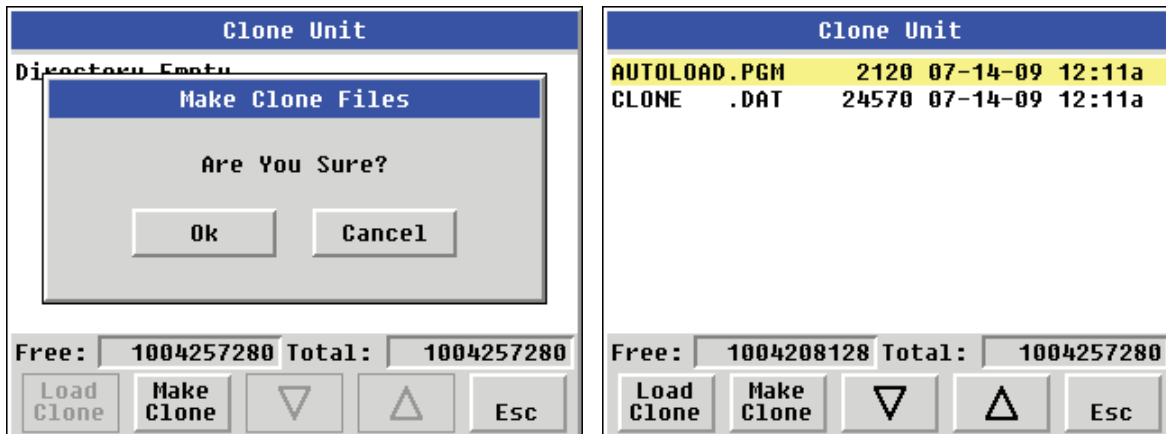 Clone Unit
Directory Empty
Make Clone Files
Are You Sure?
Ok Cancel
Free: 1004257280 Total: 1004257280
Load Clone Make Clone Esc
Clone Unit
AUTOLOAD.PGM 2120 07-14-09 12:11a
CLONE .DAT 24570 07-14-09 12:11a
Free: 1004208128 Total: 1004257280
Load Clone Make Clone Esc